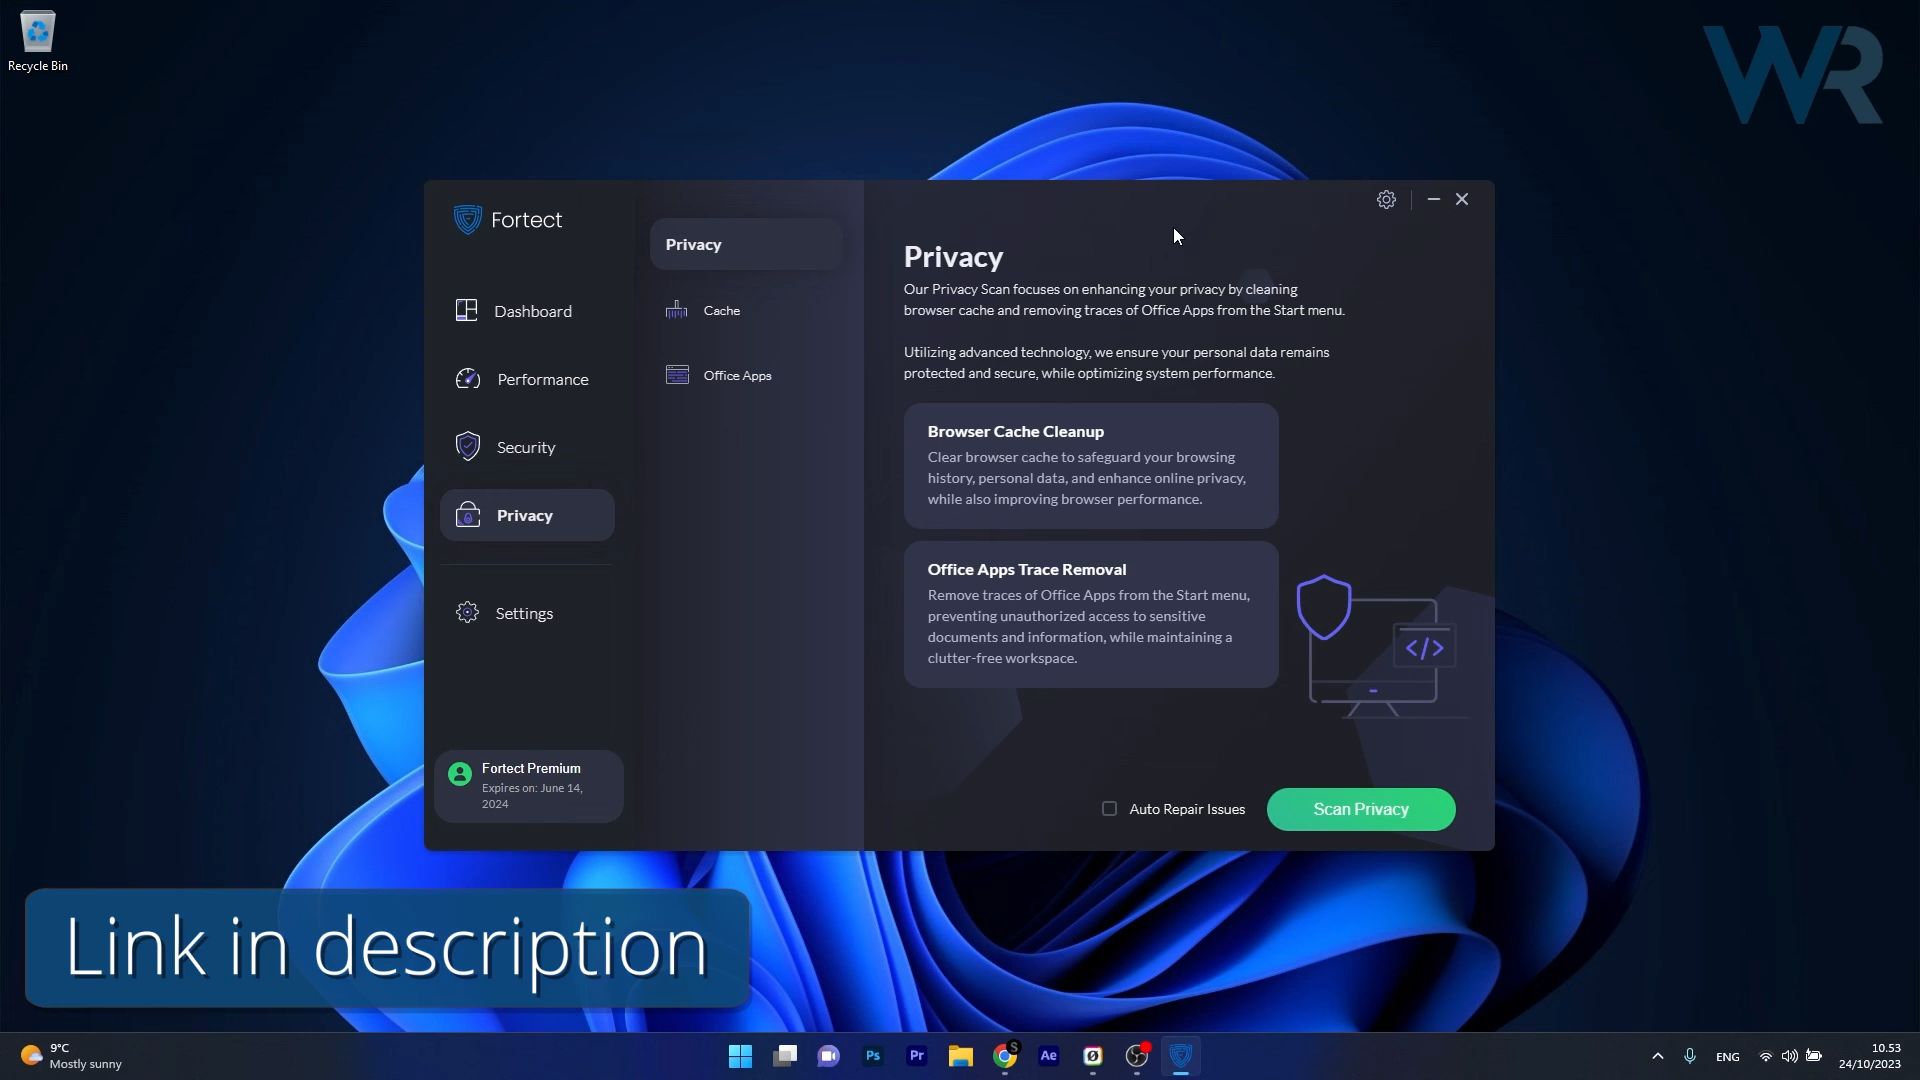 Recycle Bin
WR
Fortect
Dashboard
Performance
Security
Privacy
Settings
Fortect Premium
Expires on: June 14,
2024
Privacy
Cache
Office Apps
Privacy
Our Privacy Scan focuses on enhancing your privacy by cleaning
browser cache and removing traces of Office Apps from the Start menu.
Utilizing advanced technology, we ensure your personal data remains
protected and secure, while optimizing system performance.
Browser Cache Cleanup
Clear browser cache to safeguard your browsing
history, personal data, and enhance online privacy,
while also improving browser performance.
Office Apps Trace Removal
Remove traces of Office Apps from the Start menu,
preventing unauthorized access to sensitive
documents and information, while maintaining a
clutter-free workspace.
</>
Auto Repair Issues
Scan Privacy
Link in description
9°C
Mostly sunny
Ps
Pr
S
Ae
ENG
10.53
24/10/2023